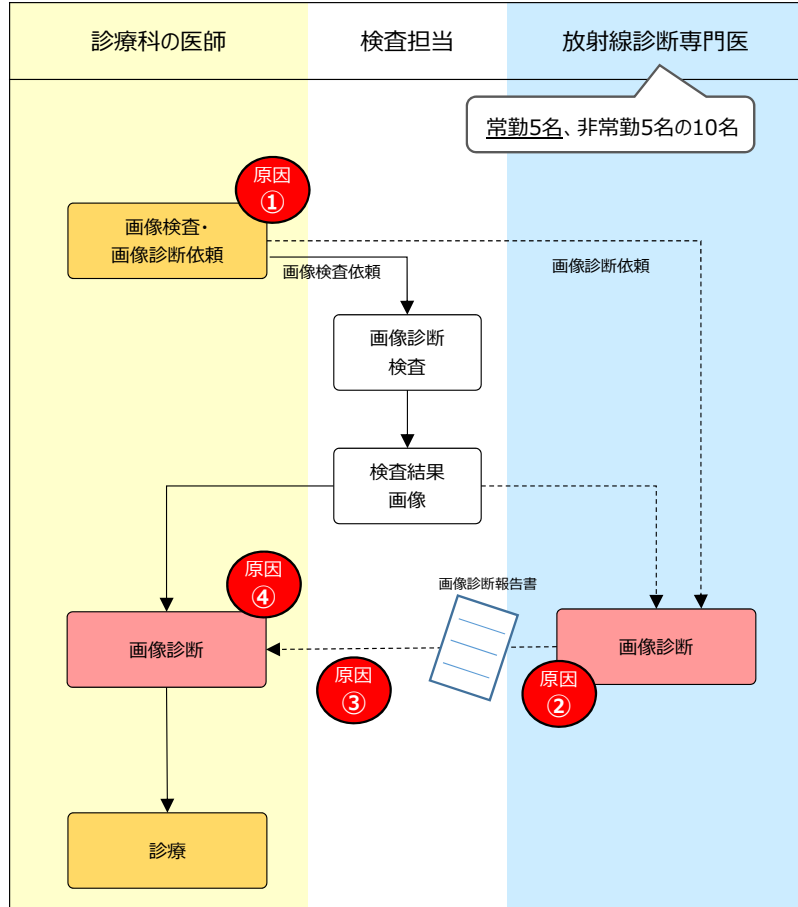 診療科の医師
検査担当
放射線診断専門医
常勤5名、非常勤5名の10名
原因
①
画像検査・
画像診断依頼
画像検査依頼
画像診断依頼
画像診断
検査
検査結果
画像
原因
④
画像診断報告書
画像診断
画像診断
原因
③
原因
②
診療